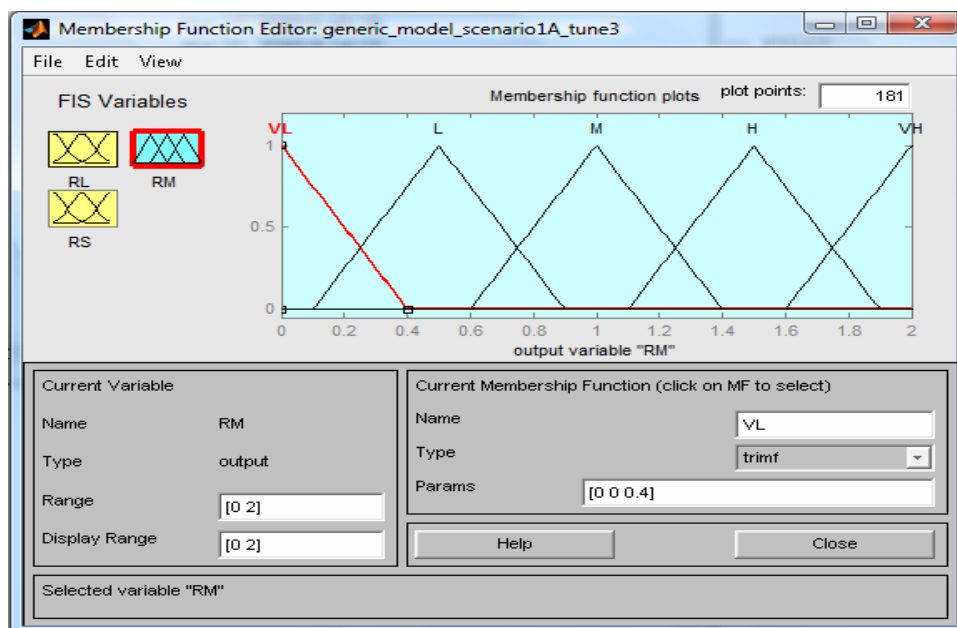 Membership Function Editor: generic_model_scenario1A_tune3
File Edit View
FIS Variables
RL
RM
RS
Membership function plots
plot points:
181
VL L M H VH
1
0.5
0
0 0.2 0.4 0.6 0.8 1 1.2 1.4 1.6 1.8 2
output variable "RM"
Current Variable
Name RM
Type output
Range [0 2]
Display Range [0 2]
Current Membership Function (click on MF to select)
Name VL
Type trimf
Params [0 0 0.4]
Help
Close
Selected variable "RM"